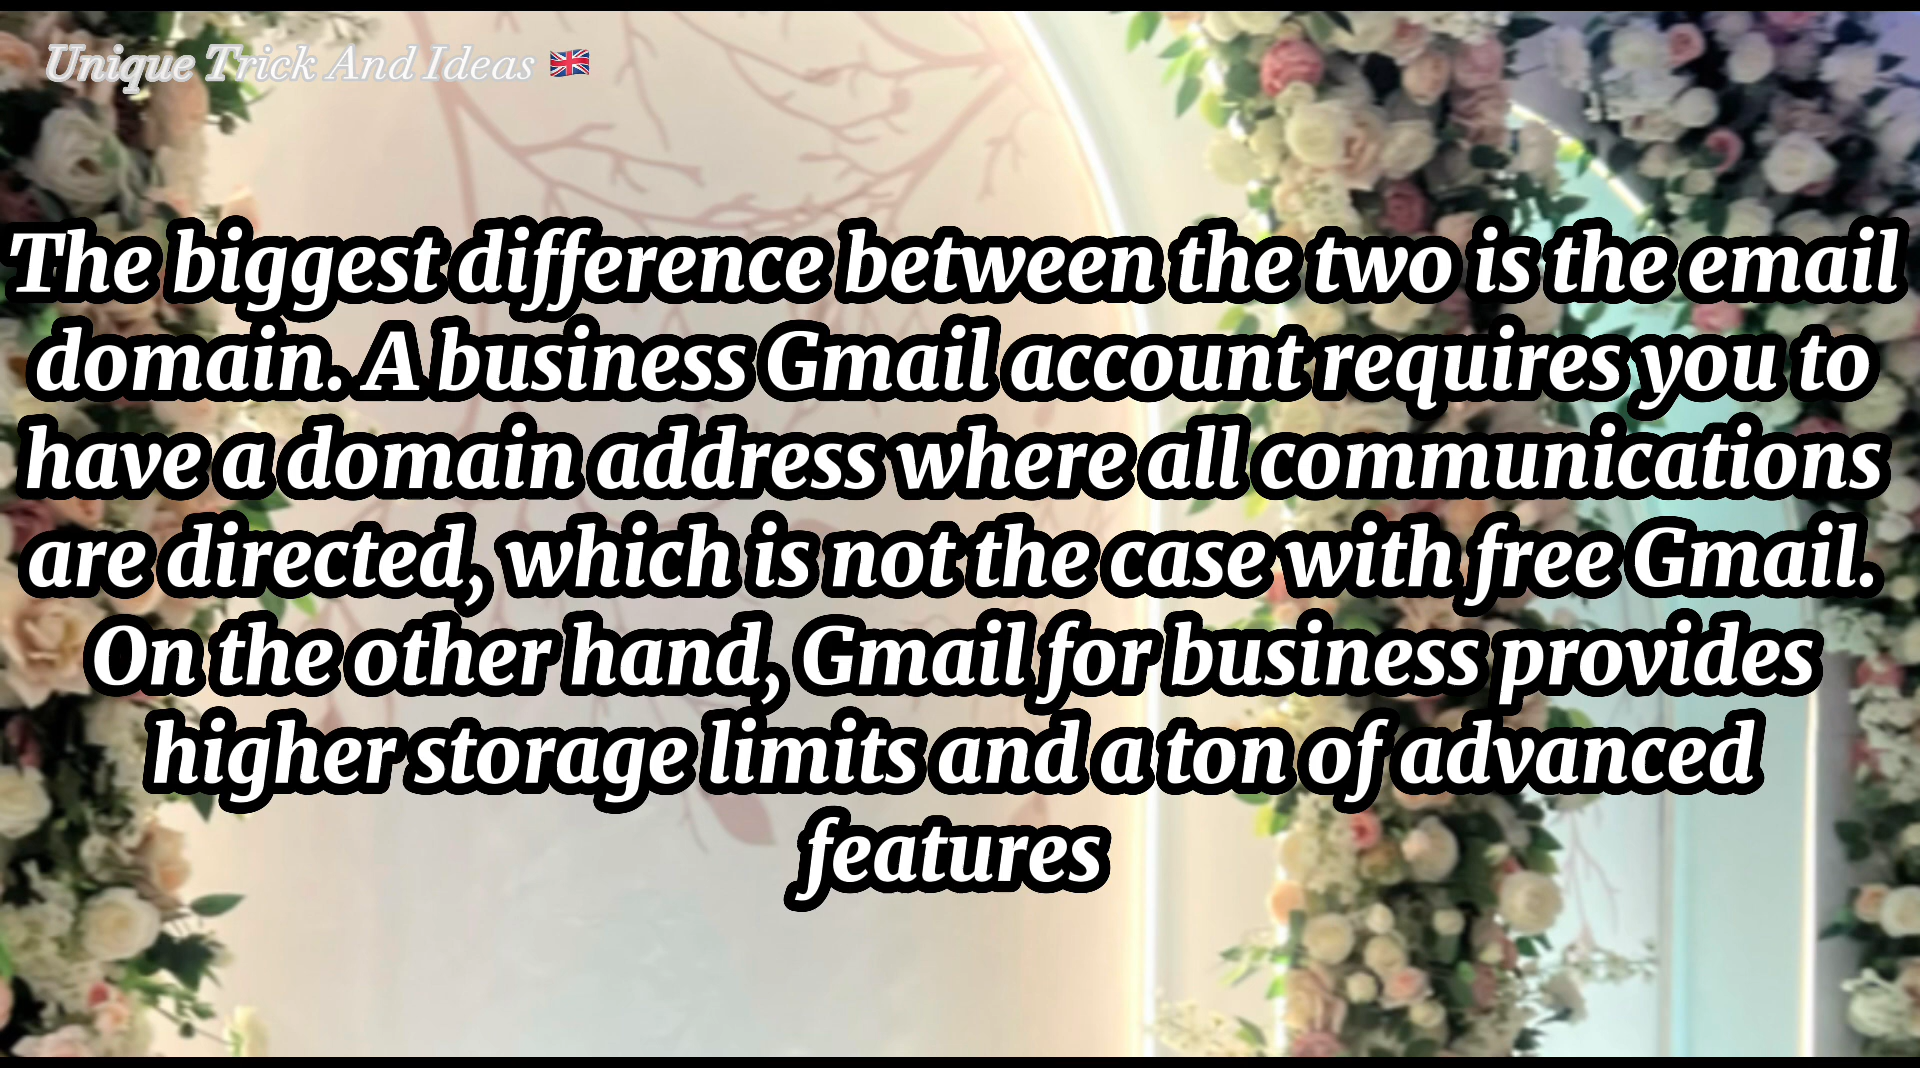 Unique Trick And Ideas 🇬🇧
The biggest difference between the two is the email
domain. A business Gmail account requires you to
have a domain address where all communications
are directed, which is not the case with free Gmail.
On the other hand, Gmail for business provides
higher storage limits and a ton of advanced
features